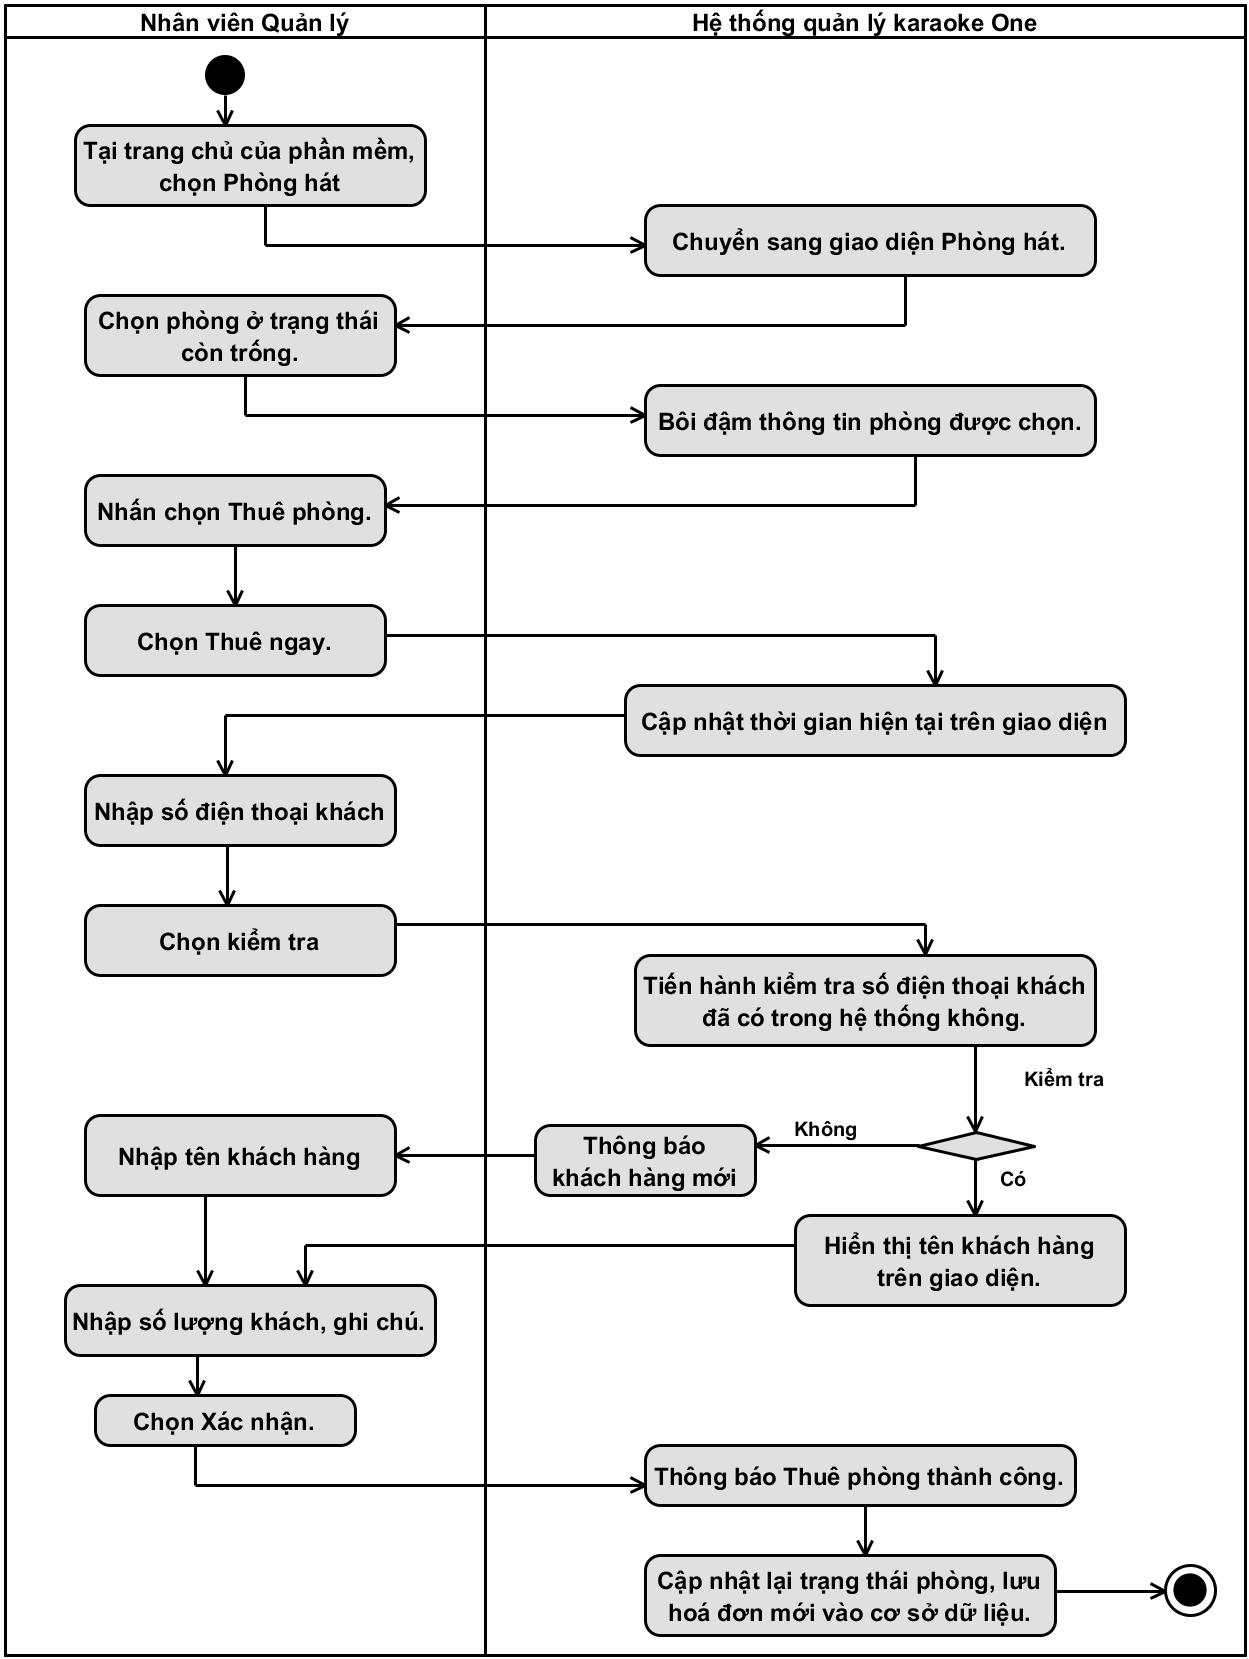 Nhân viên Quản lý
Hệ thống quản lý karaoke One
Tại trang chủ của phần mềm,
chọn Phòng hát
Chuyển sang giao diện Phòng hát.
Chọn phòng ở trạng thái
còn trống.
Bôi đậm thông tin phòng được chọn.
Nhấn chọn Thuê phòng.
Chọn Thuê ngay.
Cập nhật thời gian hiện tại trên giao diện
Nhập số điện thoại khách
Chọn kiểm tra
Tiến hành kiểm tra số điện thoại khách
đã có trong hệ thống không.
Kiểm tra
Không
Thông báo
khách hàng mới
Nhập tên khách hàng
Có
Hiển thị tên khách hàng
trên giao diện.
Nhập số lượng khách, ghi chú.
Chọn Xác nhận.
Thông báo Thuê phòng thành công.
Cập nhật lại trạng thái phòng, lưu
hoá đơn mới vào cơ sở dữ liệu.